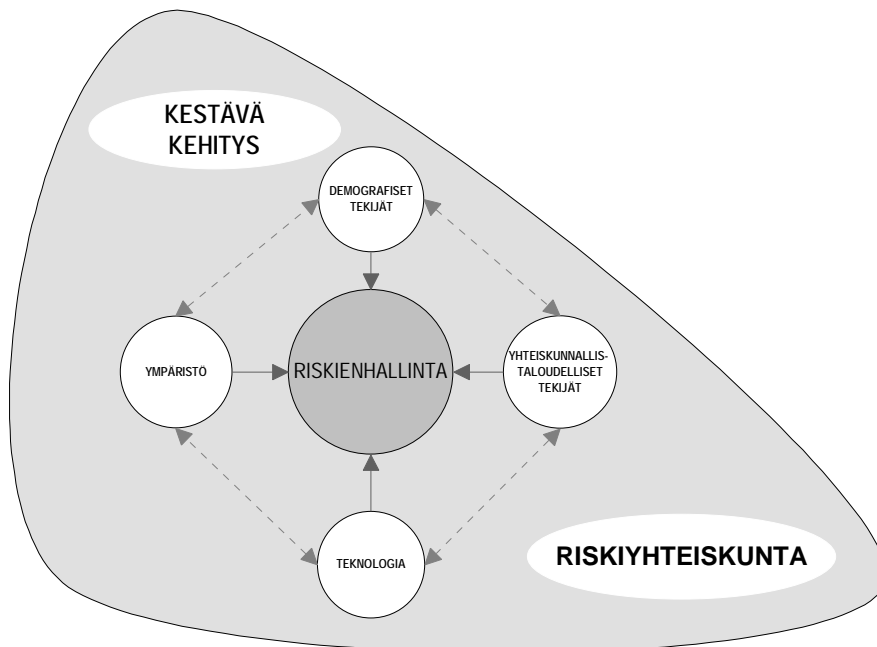 KESTÄVÄ
KEHITYS
DEMOGRAFISET
TEKIJÄT
YMPÄRISTÖ
RISKIENHALLINTA
YHTEISKUNNALLIS-
TALOUDELLISET
TEKIJÄT
TEKNOLOGIA
RISKIYHTEISKUNTA